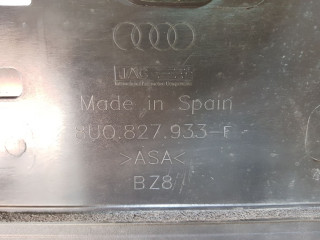 Made in Spain
8U0.827.933-F
>ASA<
BZ8